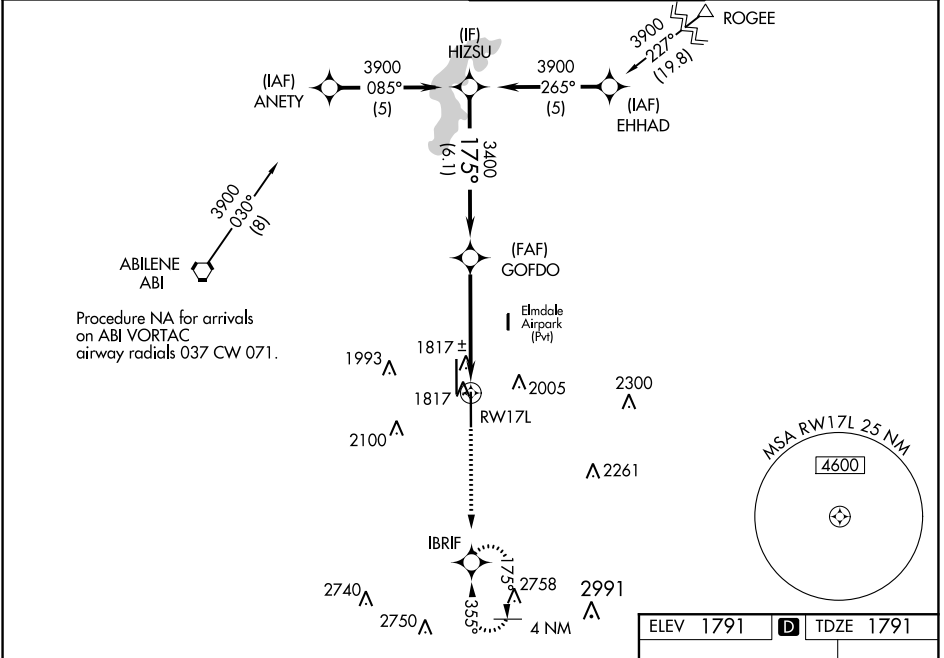 ROGEE
3900
227°
(19.8)
(IF)
HIZSU
(IAF)
ANETY
3900
085°
(5)
3900
265°
(5)
(IAF)
EHHAD
3400
175°
(6.1)
3900
030°
(8)
ABILENE
ABI
(FAF)
GOFDO
Procedure NA for arrivals
on ABI VORTAC
airway radials 037 CW 071.
Elmdale
Airpark
(Pvt)
1993
1817 ±
1817
2005
2300
RW17L
2100
2261
MSA RW17L 25 NM
4600
IBRIF
175°
355°
4 NM
2740
2750
2758
2991
ELEV 1791
D
TDZE 1791